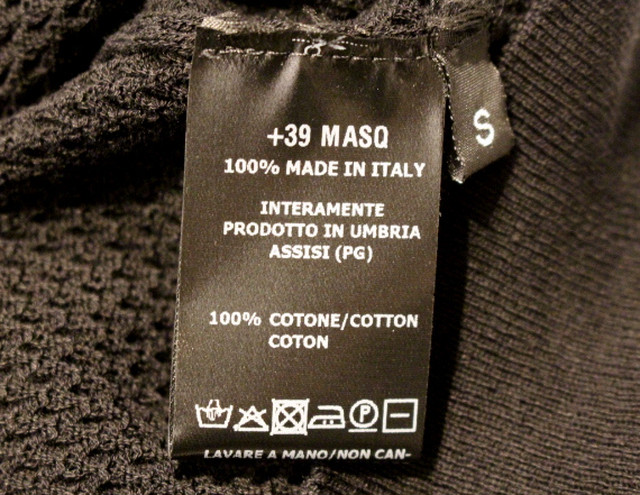 +39 MASQ
100% MADE IN ITALY
S
INTERAMENTE
PRODOTTO IN UMBRIA
ASSISI (PG)
100% COTONE/COTTON
COTON
P
LAVARE A MANO/NON CAN-